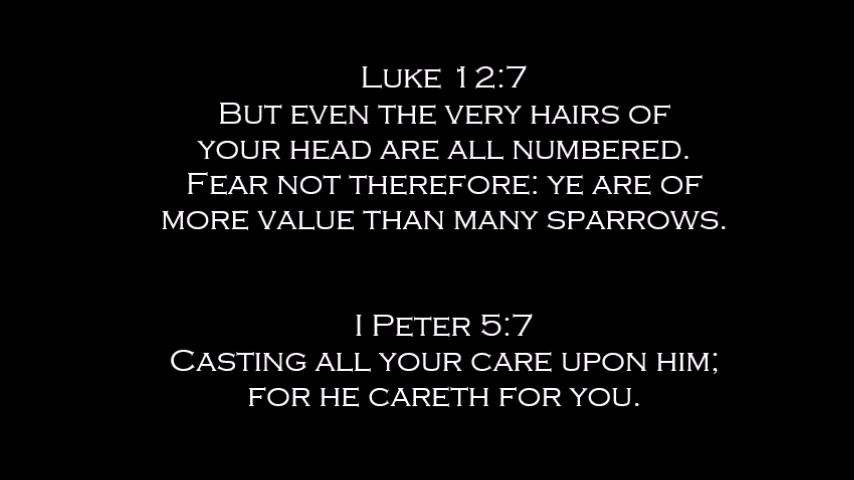 Luke 12:7
But even the very hairs of
your head are all numbered.
Fear not therefore: ye are of
more value than many sparrows.
I Peter 5:7
Casting all your care upon him;
for he careth for you.